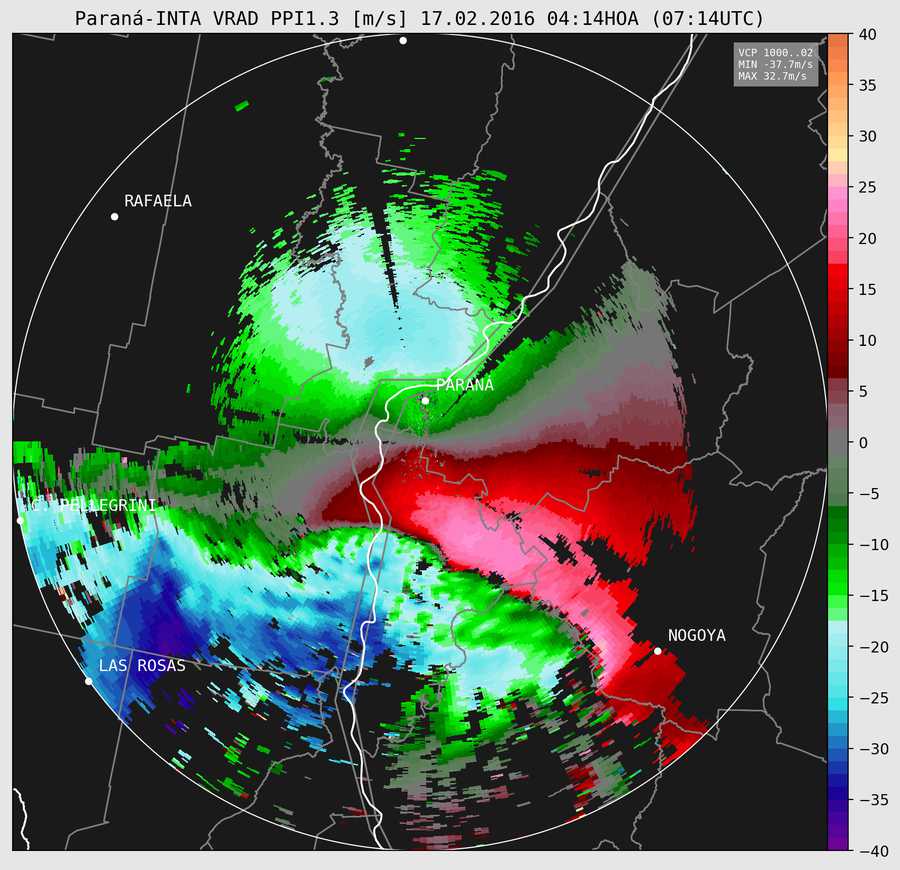 Paraná-INTA VRAD PPI1.3 [m/s] 17.02.2016 04:14HOA (07:14UTC)
VCP 1000..02
MIN -37.7m/s
MAX 32.7m/s
RAFAELA
PARANÁ
C. PELLEGRINI
NOGOYA
LAS ROSAS
40
35
30
25
20
15
10
5
0
−5
−10
−15
−20
−25
−30
−35
−40